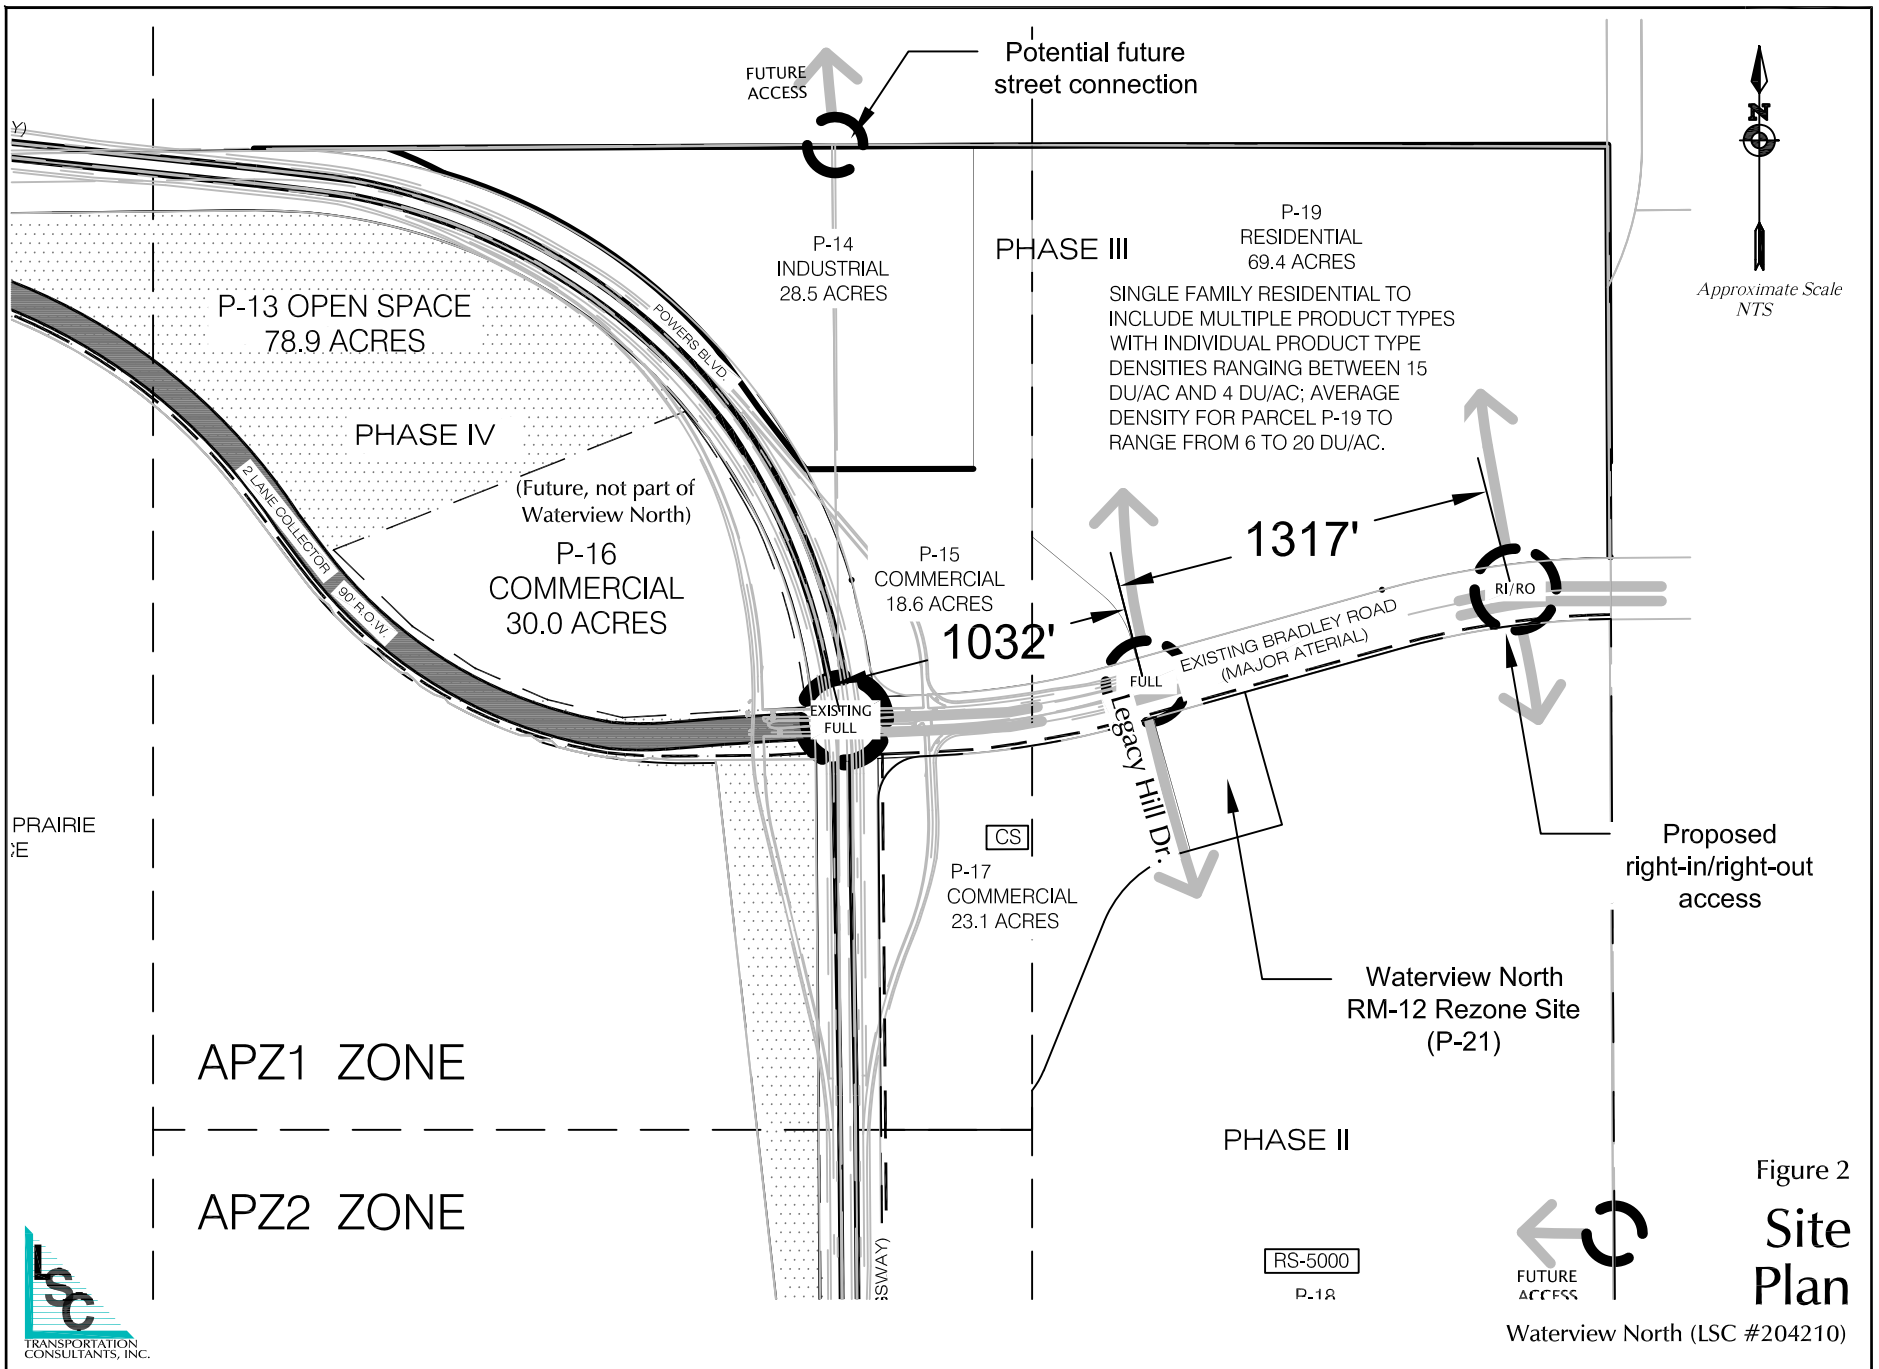 Potential future
street connection
FUTURE
ACCESS
N
Approximate Scale
NTS
Y)
P-14
INDUSTRIAL
28.5 ACRES
PHASE III
P-19
RESIDENTIAL
69.4 ACRES
SINGLE FAMILY RESIDENTIAL TO
INCLUDE MULTIPLE PRODUCT TYPES
WITH INDIVIDUAL PRODUCT TYPE
DENSITIES RANGING BETWEEN 15
DU/AC AND 4 DU/AC; AVERAGE
DENSITY FOR PARCEL P-19 TO
RANGE FROM 6 TO 20 DU/AC.
P-13 OPEN SPACE
78.9 ACRES
POWERS BLVD
PHASE IV
2 LANE COLLECTOR
90' R.O.W.
(Future, not part of
Waterview North)
P-16
COMMERCIAL
30.0 ACRES
P-15
COMMERCIAL
18.6 ACRES
1032'
1317'
EXISTING BRADLEY ROAD
(MAJOR ATERIAL)
RI/RO
FULL
EXISTING
FULL
Legacy Hill Dr.
PRAIRIE
CS
P-17
COMMERCIAL
23.1 ACRES
Proposed
right-in/right-out
access
Waterview North
RM-12 Rezone Site
(P-21)
APZ1 ZONE
APZ2 ZONE
PHASE II
SSWAY)
RS-5000
P-18
FUTURE
ACCESS
Figure 2
Site
Plan
Waterview North (LSC #204210)
LSC
TRANSPORTATION
CONSULTANTS, INC.